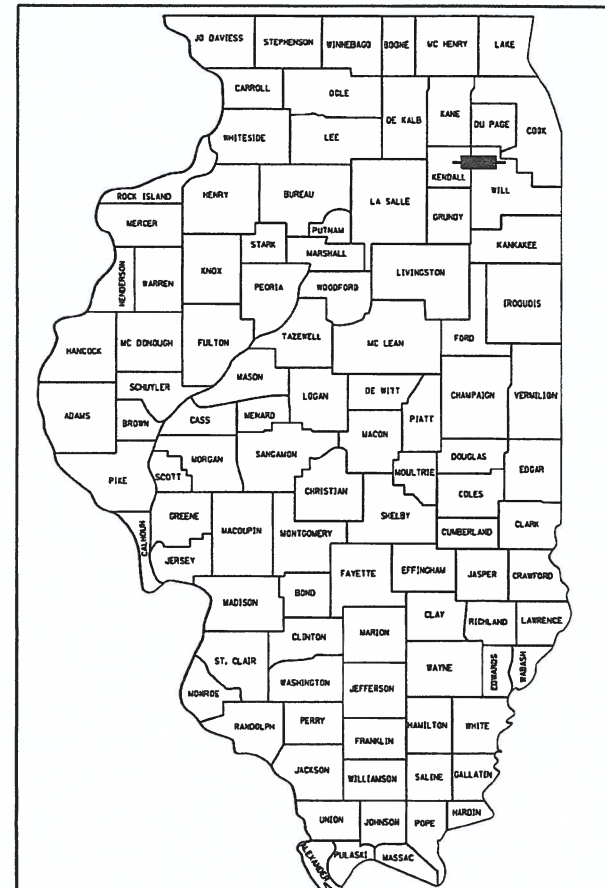 JO DAVIESS STEPHENSON WINNEBAGO BOONE MC HENRY LAKE
CARROLL OGLE
DE KALB KANE DU PAGE COOK
WHITESIDE LEE
KENDALL WILL
ROCK ISLAND HENRY BUREAU LA SALLE
GRUNDY
MERCER PUTNAM
STARK MARSHALL KANKAKEE
HENDERSON WARREN KNOX PEORIA WOODFORD LIVINGSTON
IROQUOIS
HANCOCK MC DONOUGH FULTON TAZEWELL MC LEAN FORD
MASON
SCHUYLER LOGAN DE WITT CHAMPAIGN VERMILION
ADAMS BROWN CASS MENARD PIATT
MACON
MORGAN SANGAMON DOUGLAS
PIKE SCOTT MOULTRIE EDGAR
CHRISTIAN COLES
GREENE SHELBY
CALHOUN MACOUPIN MONTGOMERY CUMBERLAND CLARK
JERSEY FAYETTE EFFINGHAM JASPER CRAWFORD
MADISON BOND
CLAY RICHLAND LAWRENCE
CLINTON MARION
ST. CLAIR WAYNE EDWARDS WABASH
WASHINGTON JEFFERSON
MONROE
RANDOLPH PERRY HAMILTON WHITE
FRANKLIN
JACKSON WILLIAMSON SALINE GALLATIN
UNION JOHNSON POPE HARDIN
ALEXANDER PULASKI MASSAC